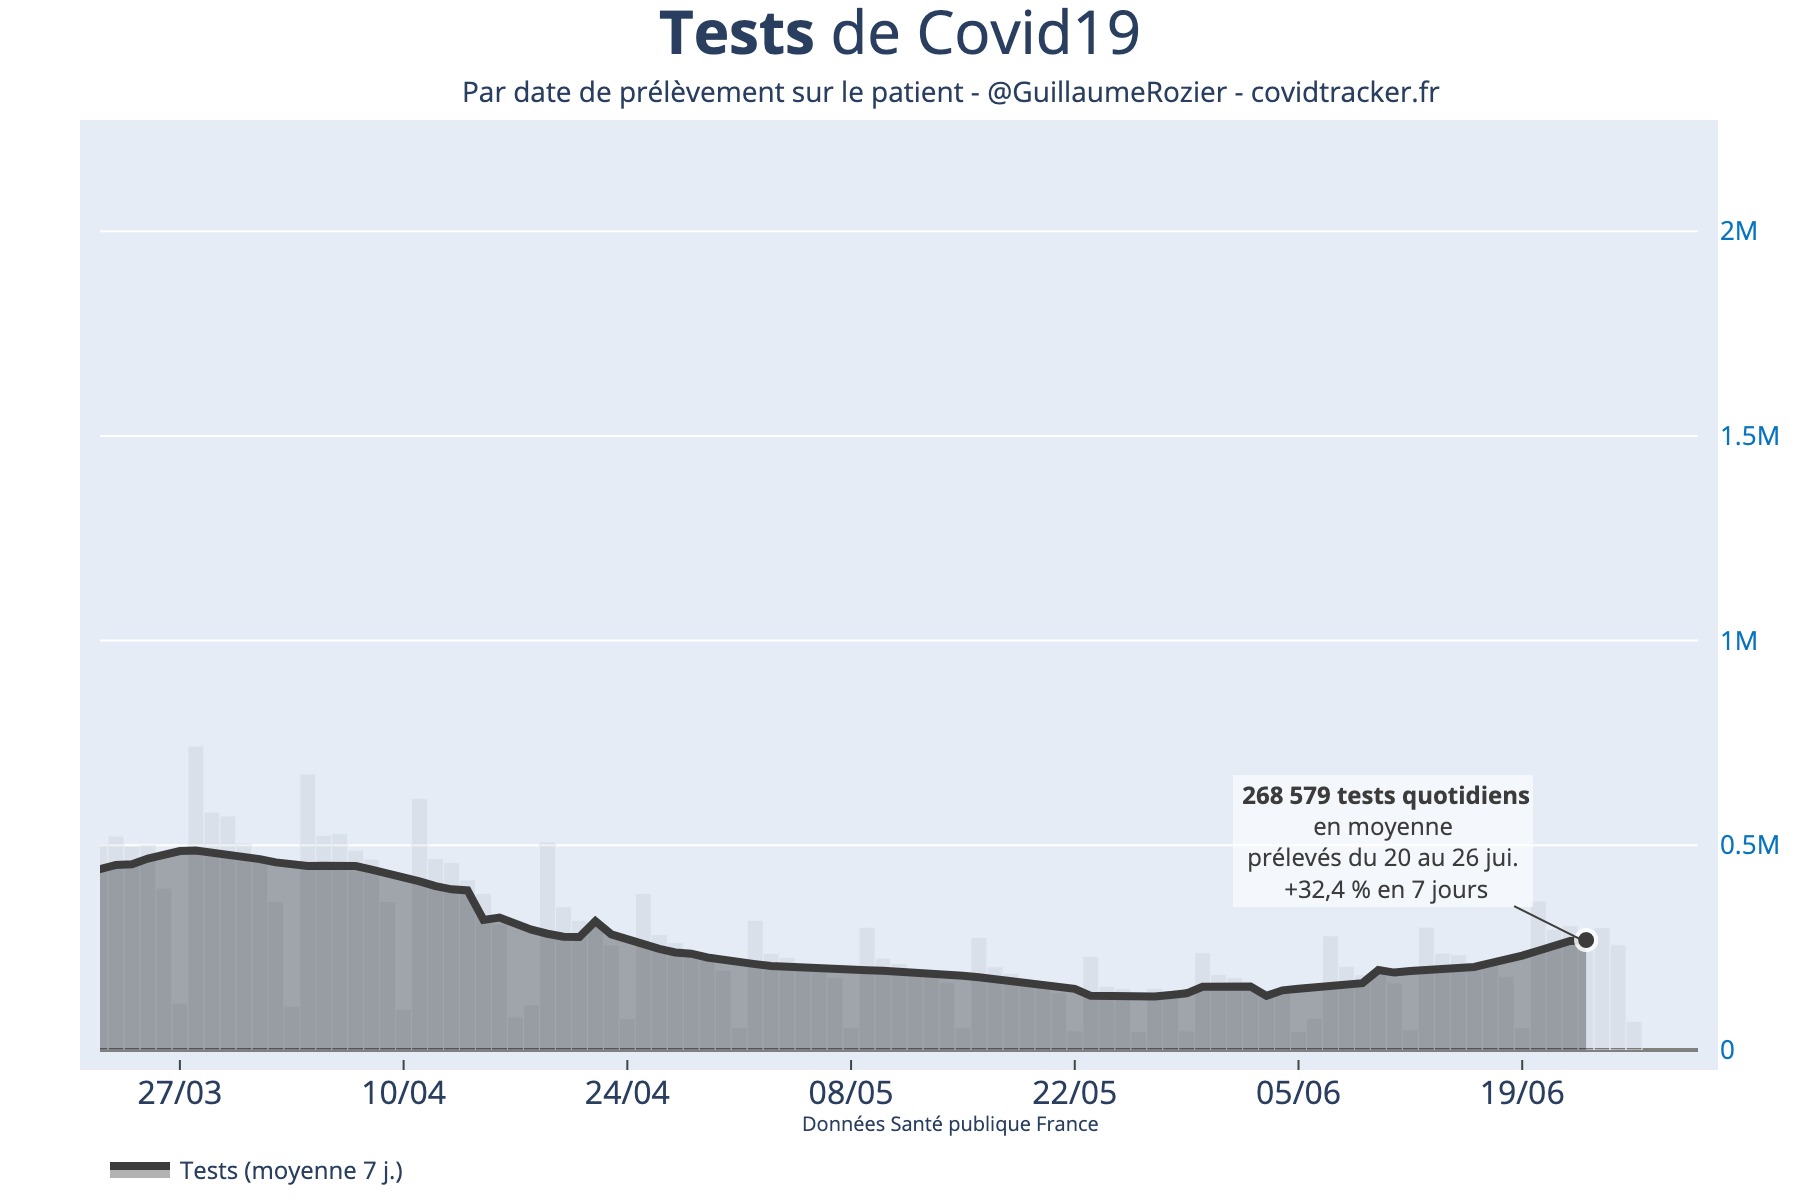 Tests de Covid19
Par date de prélèvement sur le patient - @GuillaumeRozier - covidtracker.fr
2M
1.5M
1M
268 579 tests quotidiens
en moyenne
prélevés du 20 au 26 jui.
+32,4 % en 7 jours
0.5M
0
27/03 10/04 24/04 08/05 22/05 05/06 19/06
Données Santé publique France
Tests (moyenne 7 j.)